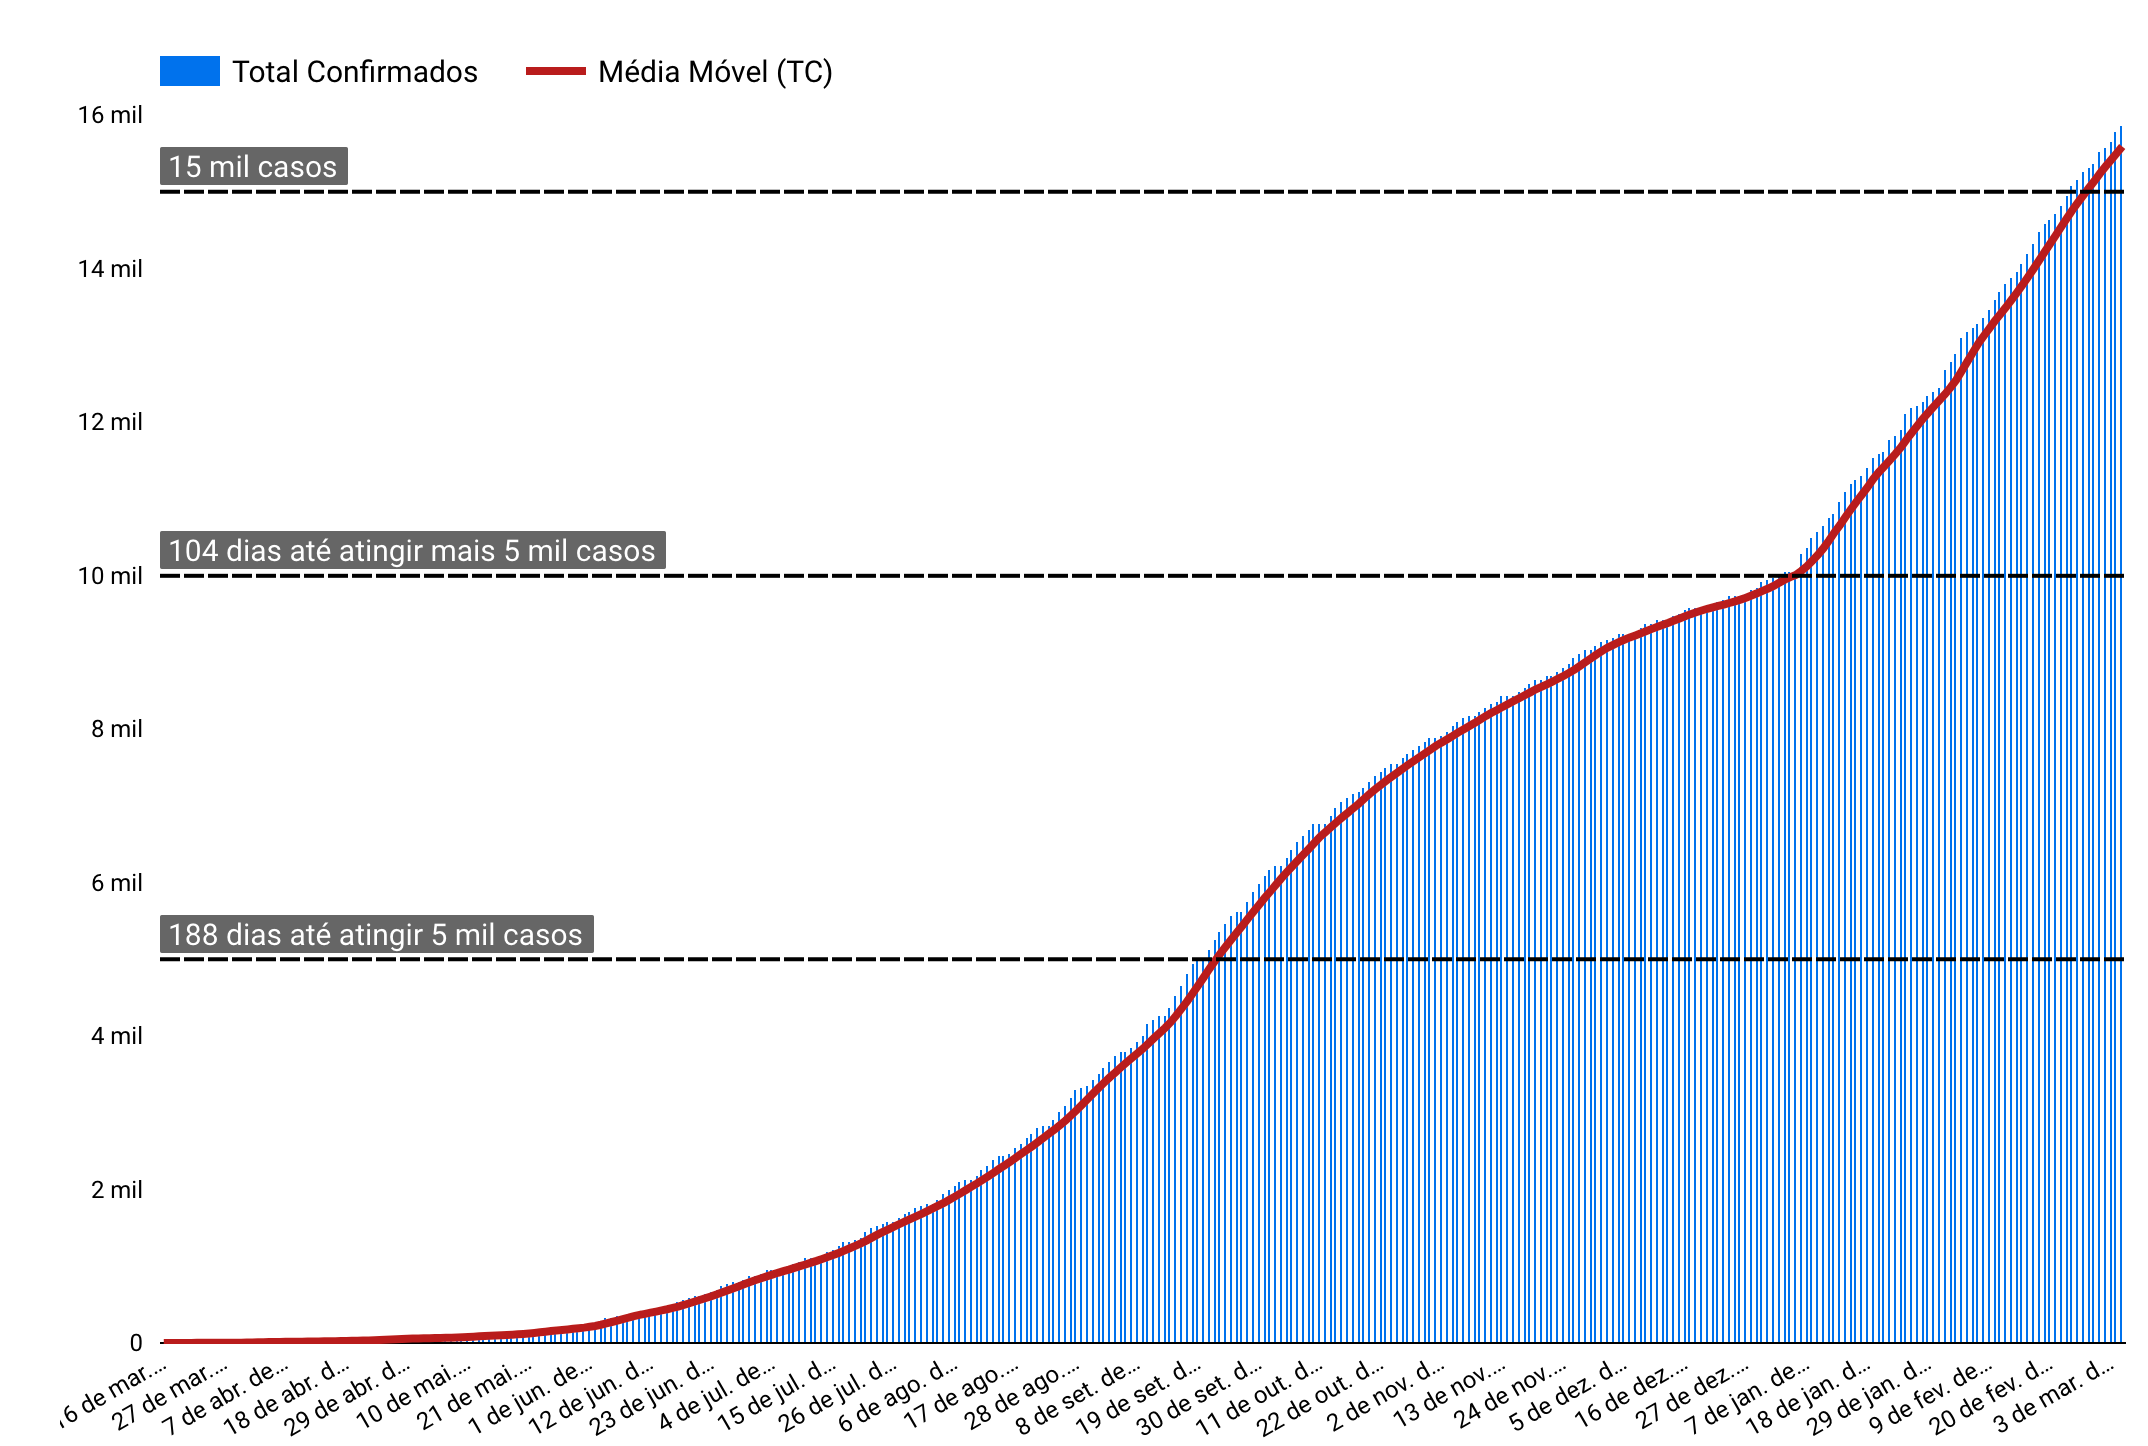 Total Confirmados Média Móvel (TC)
16 mil
15 mil casos
14 mil
12 mil
104 dias até atingir mais 5 mil casos
10 mil
8 mil
6 mil
188 dias até atingir 5 mil casos
4 mil
2 mil
0
16 de mar...
27 de mar...
7 de abr. de...
18 de abr. d...
29 de abr. d...
10 de mai...
21 de mai...
1 de jun. de...
12 de jun. d...
23 de jun. d...
4 de jul. de...
15 de jul. d...
26 de jul. d...
6 de ago. d...
17 de ago...
28 de ago...
8 de set. de...
19 de set. d...
30 de set. d...
11 de out. d...
22 de out. d...
2 de nov. d...
13 de nov...
24 de nov...
5 de dez. d...
16 de dez...
27 de dez...
7 de jan. de...
18 de jan. d...
29 de jan. d...
9 de fev. de...
20 de fev. d...
3 de mar. d...